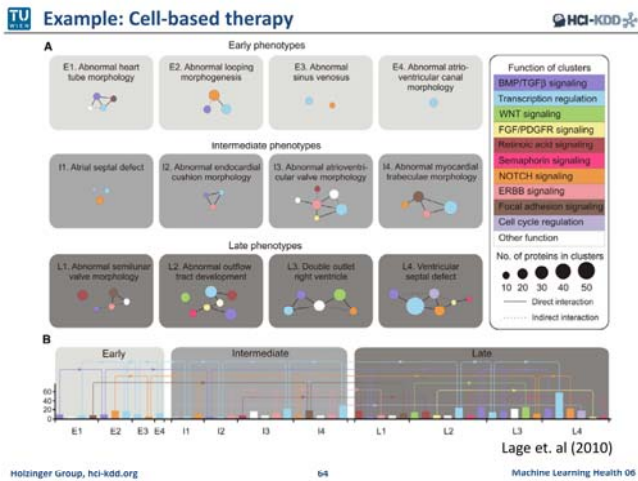 TU
WIEN
Example: Cell-based therapy
HCI-KDD
A
Early phenotypes
E1. Abnormal heart
tube morphology
E2. Abnormal looping
morphogenesis
E3. Abnormal
sinus venosus
E4. Abnormal atrio-
ventricular canal
morphology
Intermediate phenotypes
I1. Atrial septal defect
I2. Abnormal endocardial
cushion morphology
I3. Abnormal atrioventri-
cular valve morphology
I4. Abnormal myocardial
trabeculae morphology
Late phenotypes
L1. Abnormal semilunar
valve morphology
L2. Abnormal outflow
tract development
L3. Double outlet
right ventricle
L4. Ventricular
septal defect
Function of clusters
BMP/TGFβ signaling
Transcription regulation
WNT signaling
FGF/PDGFR signaling
Retinoic acid signaling
Semaphorin signaling
NOTCH signaling
ERBB signaling
Focal adhesion signaling
Cell cycle regulation
Other function
No. of proteins in clusters
10 20 30 40 50
Direct interaction
Indirect interaction
B
Early
Intermediate
Late
60
40
20
0
E1 E2 E3 E4 I1 I2 I3 I4 L1 L2 L3 L4
Lage et. al (2010)
Holzinger Group, hci-kdd.org
64
Machine Learning Health 06